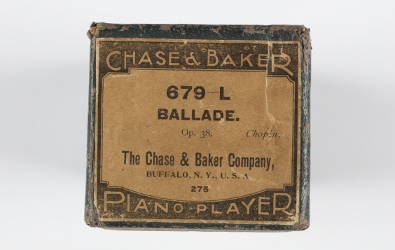 CHASE & BAKER
679 L
BALLADE.
Op. 38. Chopin.
The Chase & Baker Company,
BUFFALO, N. Y., U. S. A.
275
PIANO-PLAYER